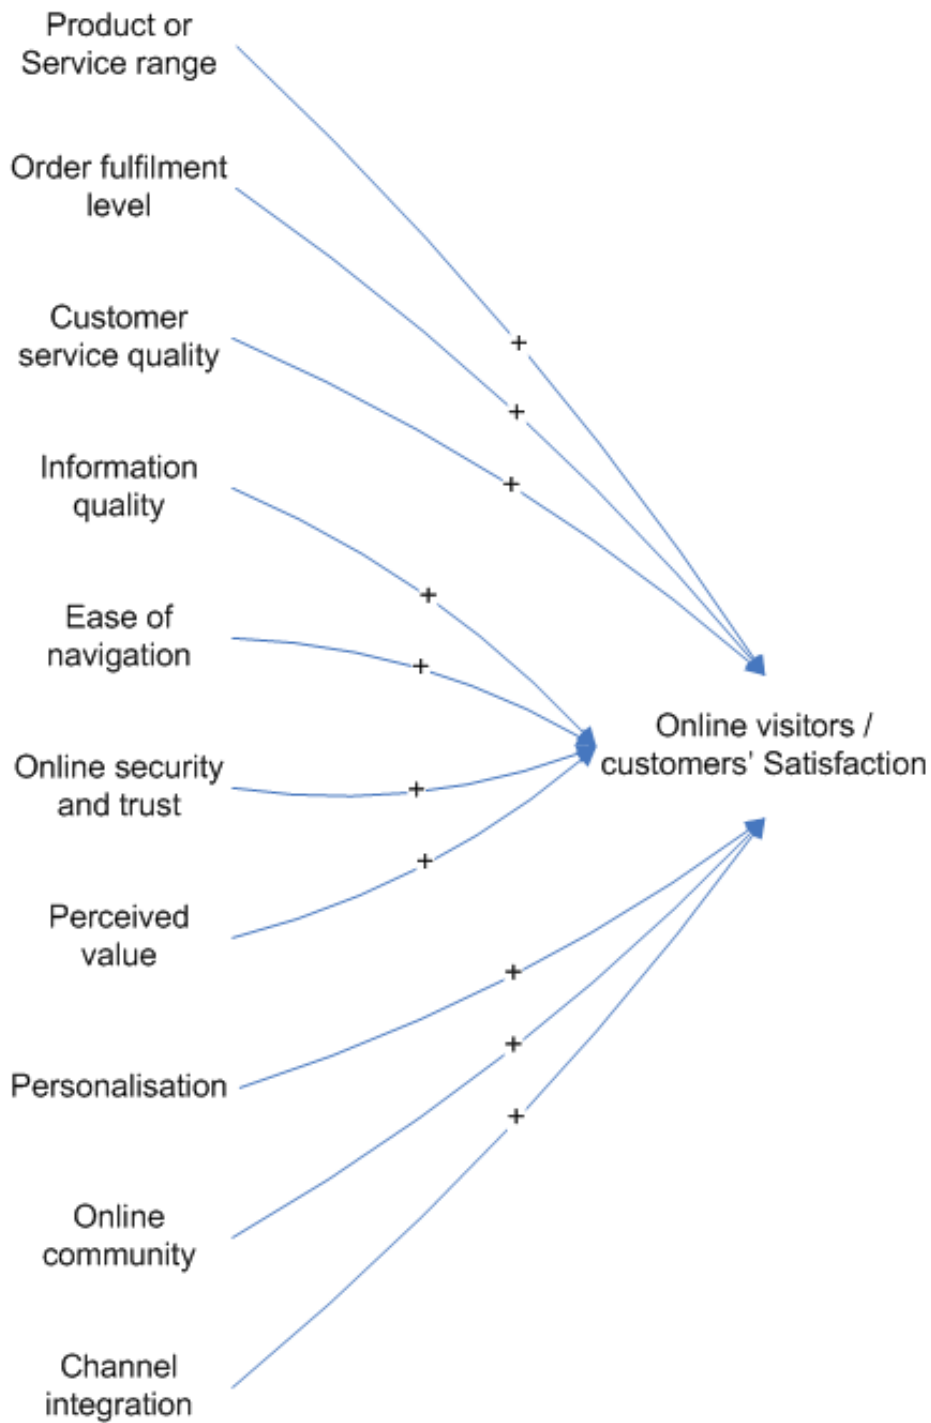 Product or
Service range
+
Order fulfilment
level
+
Customer
service quality
+
Information
quality
+
Ease of
navigation
+
Online security
and trust
+
Perceived
value
+
Personalisation
+
Online
community
+
Channel
integration
+
Online visitors /
customers’ Satisfaction